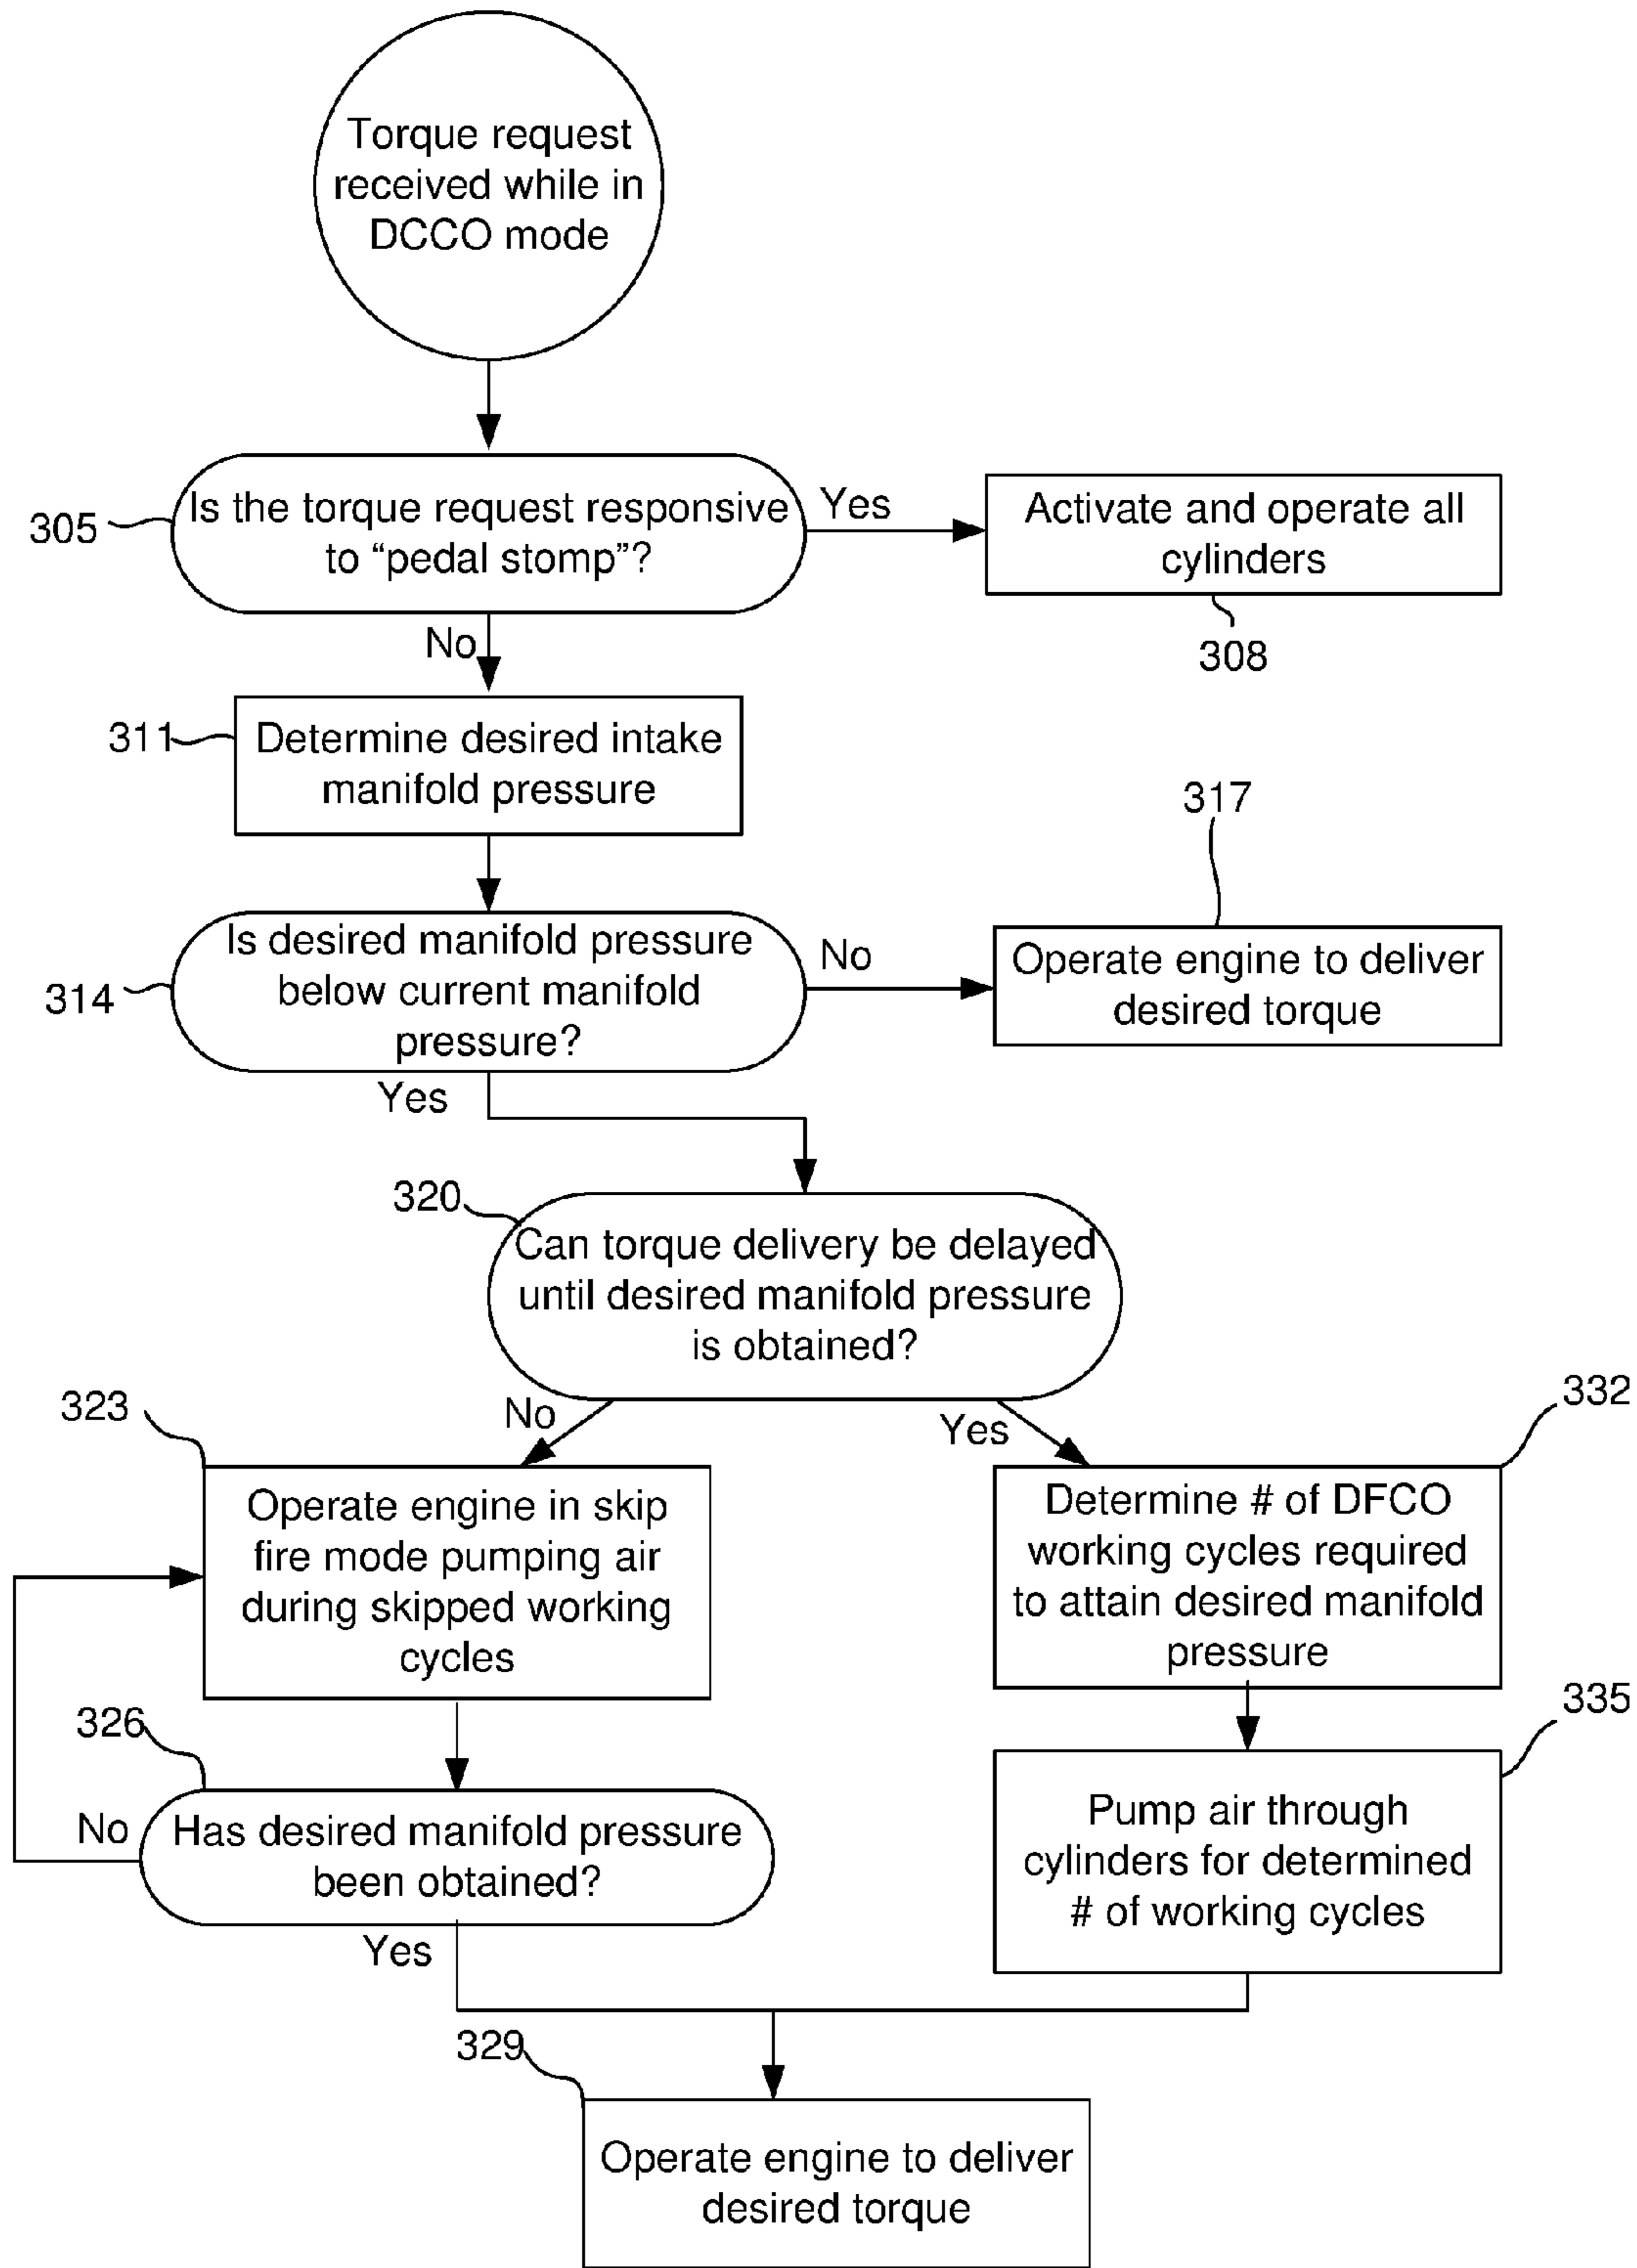 Torque request
received while in
DCCO mode
305
Is the torque request responsive
to “pedal stomp”?
Yes
Activate and operate all
cylinders
308
No
311
Determine desired intake
manifold pressure
317
314
Is desired manifold pressure
below current manifold
pressure?
No
Operate engine to deliver
desired torque
Yes
320
Can torque delivery be delayed
until desired manifold pressure
is obtained?
No
Yes
323
Operate engine in skip
fire mode pumping air
during skipped working
cycles
332
Determine # of DFCO
working cycles required
to attain desired manifold
pressure
326
Has desired manifold pressure
been obtained?
No
Yes
335
Pump air through
cylinders for determined
# of working cycles
329
Operate engine to deliver
desired torque